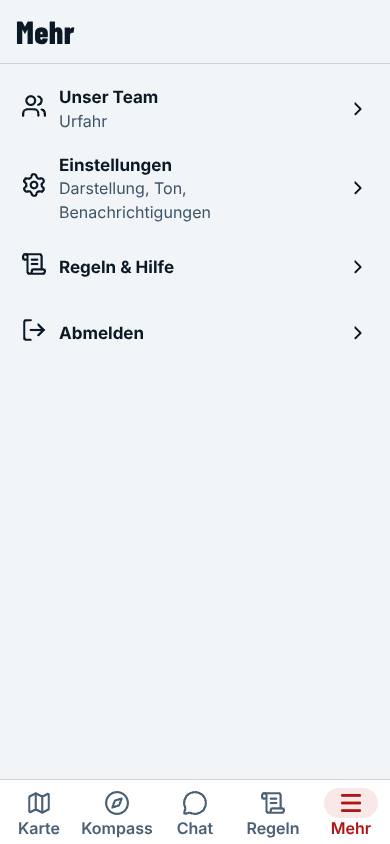 Mehr
Unser Team
Urfahr
Einstellungen
Darstellung, Ton,
Benachrichtigungen
Regeln & Hilfe
Abmelden
Karte
Kompass
Chat
Regeln
Mehr